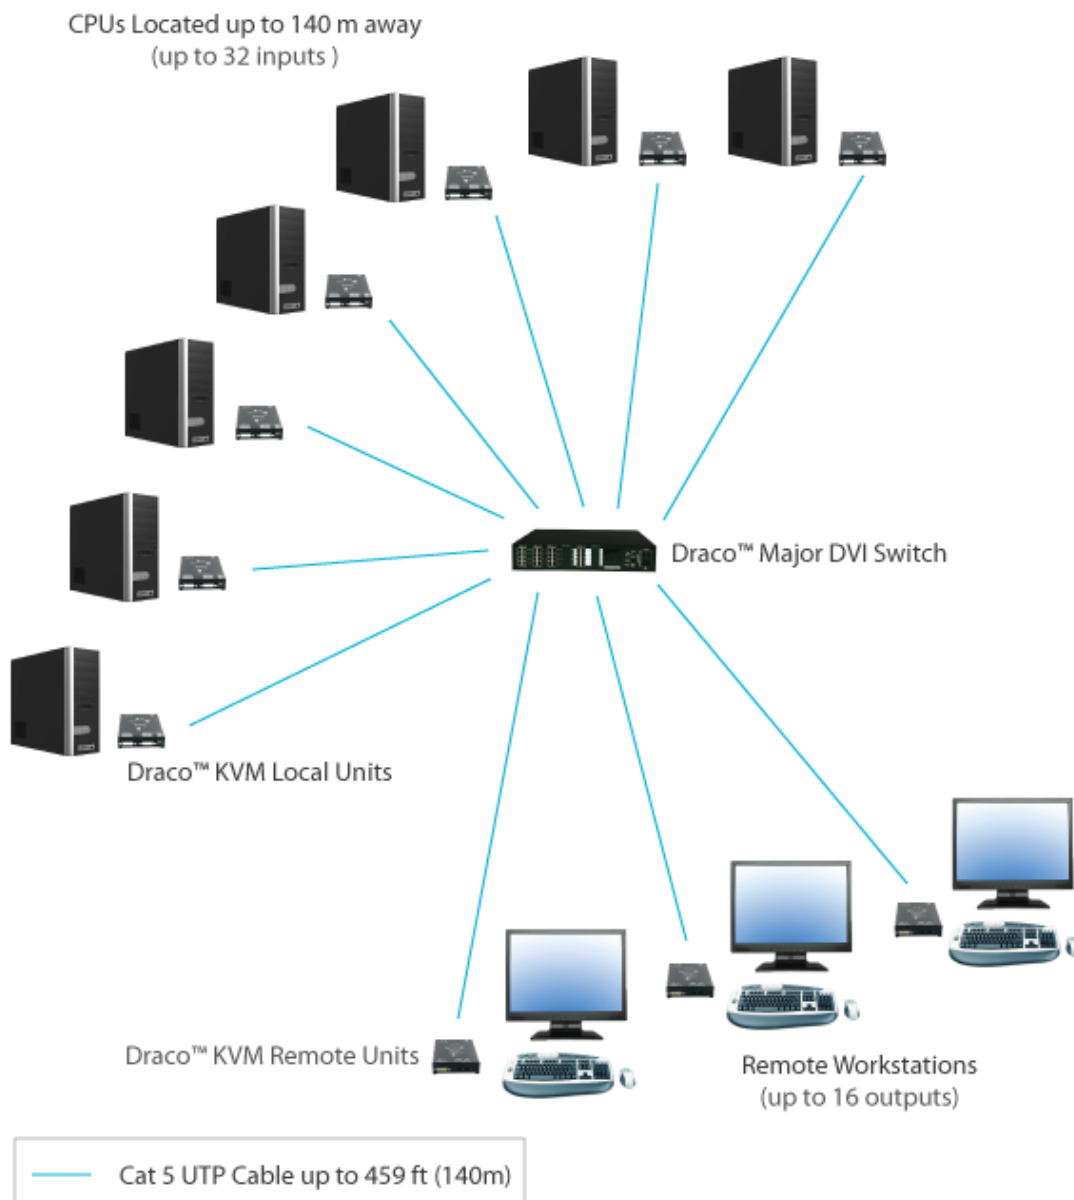 CPUs Located up to 140 m away
(up to 32 inputs )
Draco™ Major DVI Switch
Draco™ KVM Local Units
Draco™ KVM Remote Units
Remote Workstations
(up to 16 outputs)
Cat 5 UTP Cable up to 459 ft (140m)